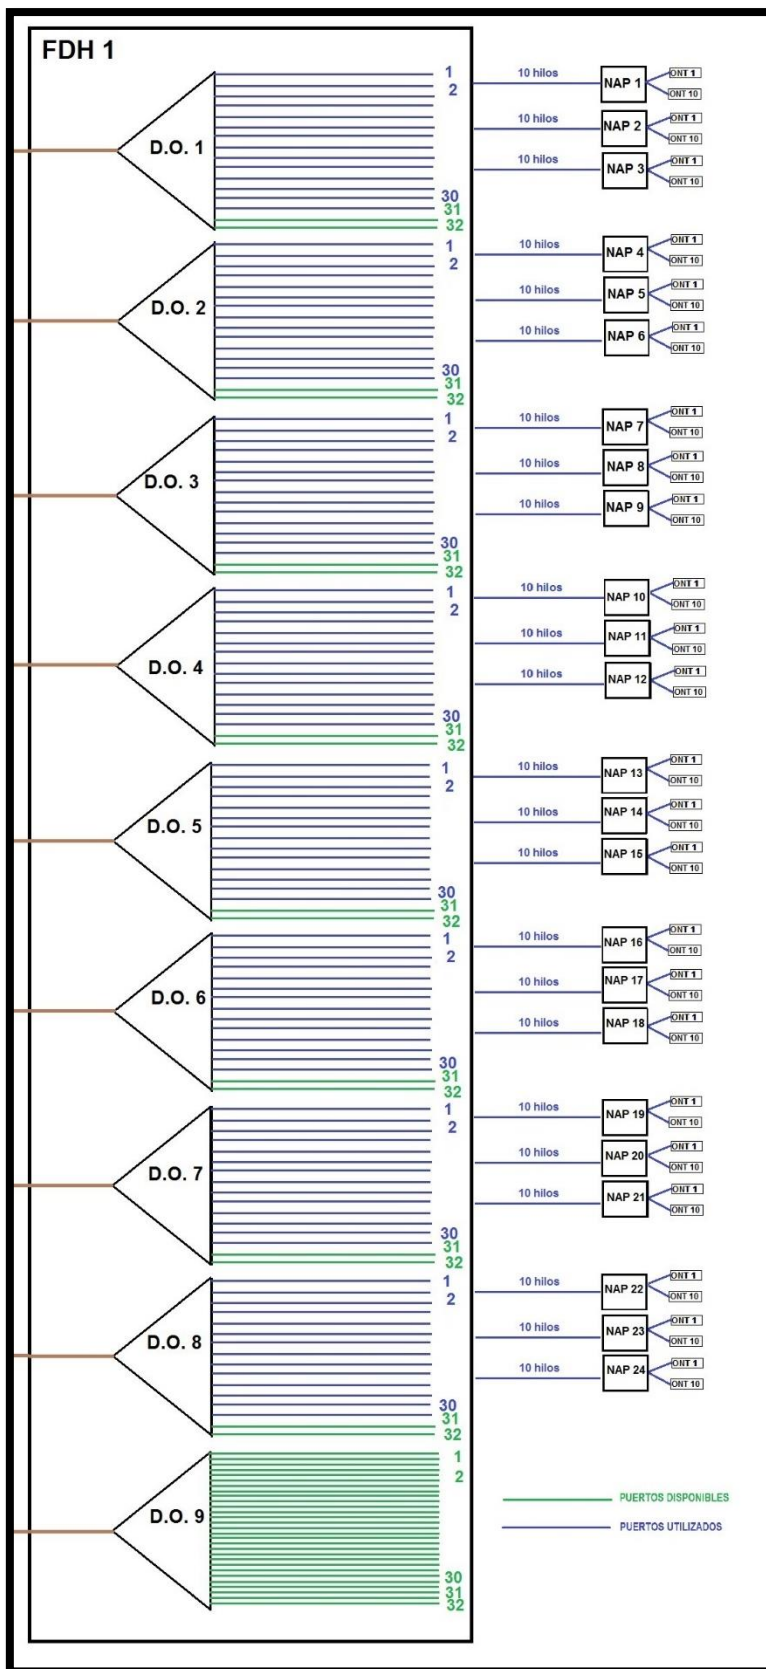 FDH 1
D.O. 1
1
2
30
31
32
10 hilos
NAP 1
ONT 1
ONT 10
10 hilos
NAP 2
ONT 1
ONT 10
10 hilos
NAP 3
ONT 1
ONT 10
D.O. 2
1
2
30
31
32
10 hilos
NAP 4
ONT 1
ONT 10
10 hilos
NAP 5
ONT 1
ONT 10
10 hilos
NAP 6
ONT 1
ONT 10
D.O. 3
1
2
30
31
32
10 hilos
NAP 7
ONT 1
ONT 10
10 hilos
NAP 8
ONT 1
ONT 10
10 hilos
NAP 9
ONT 1
ONT 10
D.O. 4
1
2
30
31
32
10 hilos
NAP 10
ONT 1
ONT 10
10 hilos
NAP 11
ONT 1
ONT 10
10 hilos
NAP 12
ONT 1
ONT 10
D.O. 5
1
2
30
31
32
10 hilos
NAP 13
ONT 1
ONT 10
10 hilos
NAP 14
ONT 1
ONT 10
10 hilos
NAP 15
ONT 1
ONT 10
D.O. 6
1
2
30
31
32
10 hilos
NAP 16
ONT 1
ONT 10
10 hilos
NAP 17
ONT 1
ONT 10
10 hilos
NAP 18
ONT 1
ONT 10
D.O. 7
1
2
30
31
32
10 hilos
NAP 19
ONT 1
ONT 10
10 hilos
NAP 20
ONT 1
ONT 10
10 hilos
NAP 21
ONT 1
ONT 10
D.O. 8
1
2
30
31
32
10 hilos
NAP 22
ONT 1
ONT 10
10 hilos
NAP 23
ONT 1
ONT 10
10 hilos
NAP 24
ONT 1
ONT 10
D.O. 9
1
2
30
31
32
PUERTOS DISPONIBLES
PUERTOS UTILIZADOS